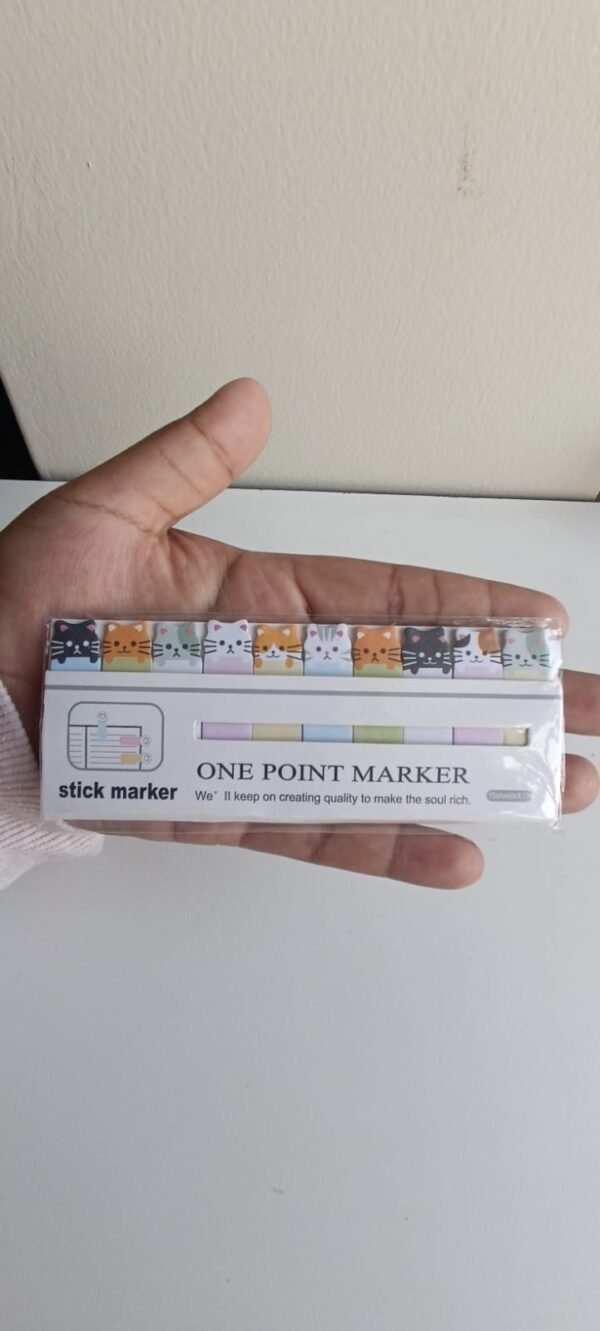 ONE POINT MARKER
stick marker
We'll keep on creating quality to make the soul rich.